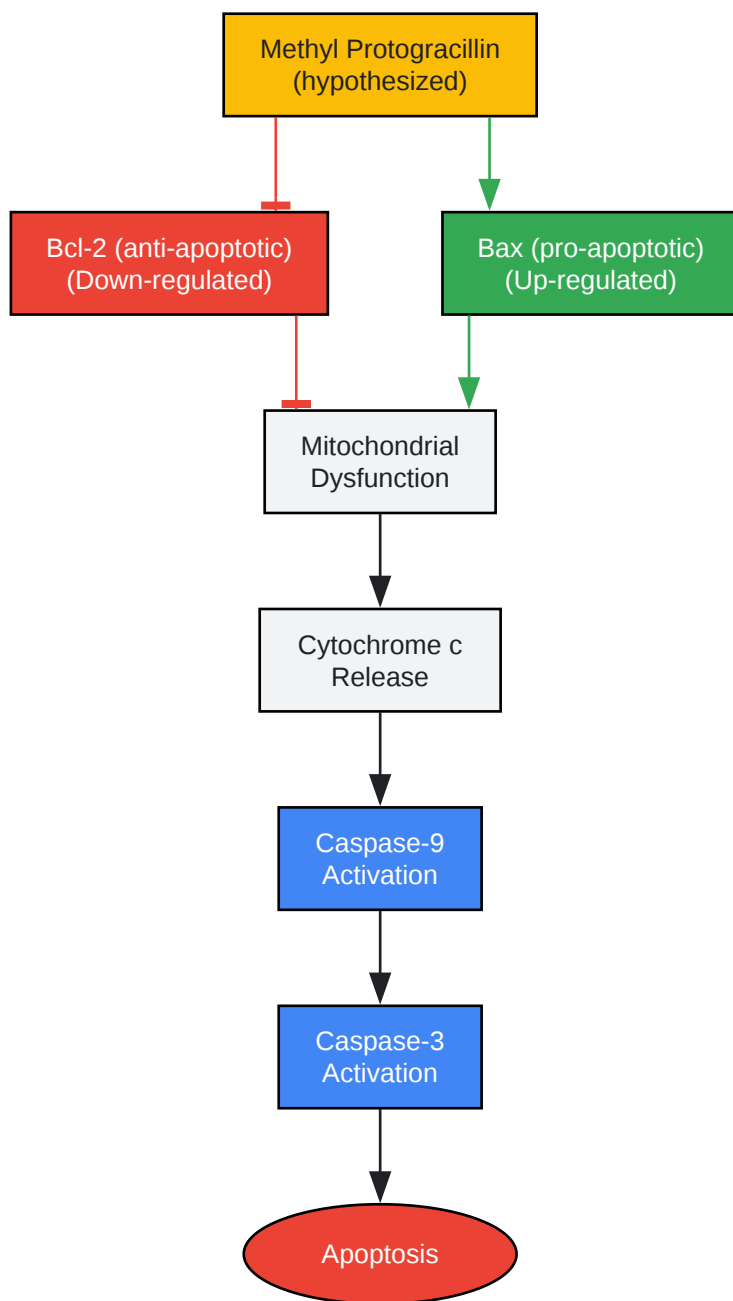 Methyl Protogracillin
(hypothesized)
Bcl-2 (anti-apoptotic)
(Down-regulated)
Bax (pro-apoptotic)
(Up-regulated)
Mitochondrial
Dysfunction
Cytochrome c
Release
Caspase-9
Activation
Caspase-3
Activation
Apoptosis